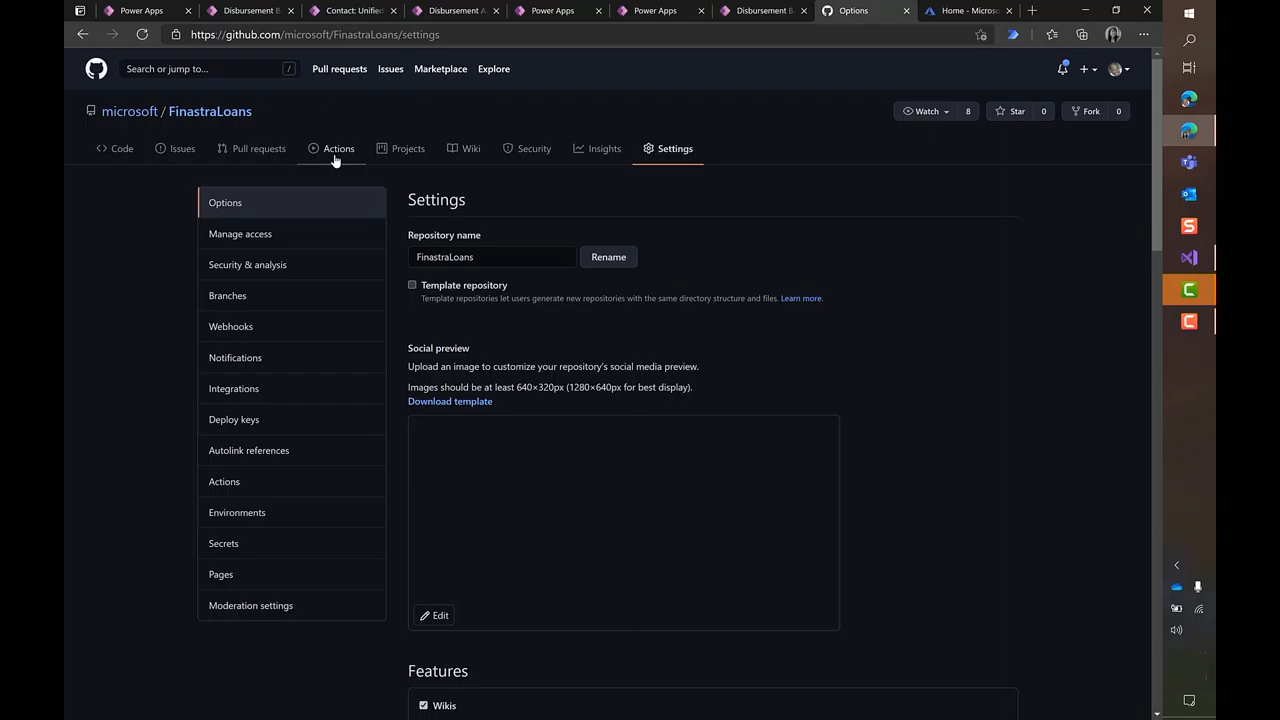 Power Apps
Disbursement B
Contact: Unified
Disbursement A
Power Apps
Power Apps
Disbursement B
Options
Home - Microso
https://github.com/microsoft/FinastraLoans/settings
Search or jump to... /
Pull requests Issues Marketplace Explore
microsoft / FinastraLoans
Watch 8 Star 0 Fork 0
Code Issues Pull requests Actions Projects Wiki Security Insights Settings
Options
Manage access
Security & analysis
Branches
Webhooks
Notifications
Integrations
Deploy keys
Autolink references
Actions
Environments
Secrets
Pages
Moderation settings
Settings
Repository name
FinastraLoans Rename
Template repository
Template repositories let users generate new repositories with the same directory structure and files. Learn more.
Social preview
Upload an image to customize your repository's social media preview.
Images should be at least 640×320px (1280×640px for best display).
Download template
Edit
Features
Wikis